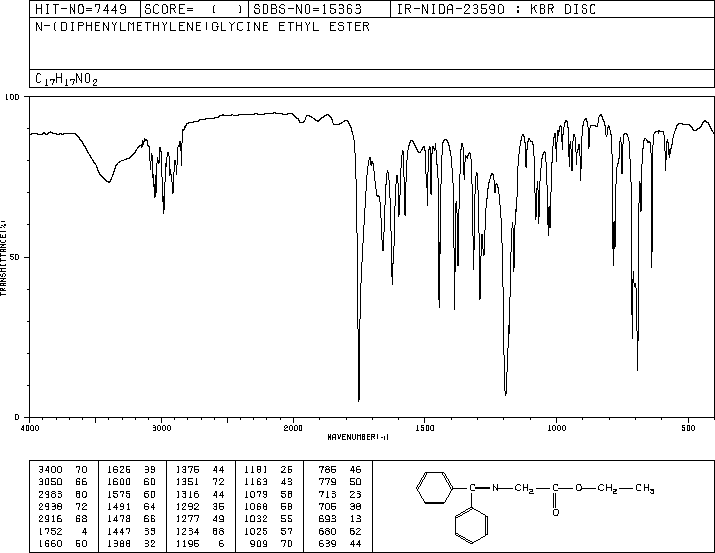 HIT-NO=7449 SCORE= ( ) SDBS-NO=15363 IR-NIDA-23590 : KBR DISC
N-(DIPHENYLMETHYLENE)GLYCINE ETHYL ESTER
C17H17NO2
100
50
0
TRANSMITTANCE(%)
4000 3000 2000 1500 1000 500
WAVENUMBER(-1)
3400 70 1625 39 1375 44 1181 25 785 46
3050 66 1600 60 1351 72 1163 43 779 50
2983 60 1575 60 1316 44 1079 58 713 23
2938 72 1491 64 1292 35 1068 58 705 38
2916 68 1478 66 1277 49 1032 55 693 13
1752 4 1447 33 1234 68 1025 57 680 62
1660 50 1388 32 1195 6 909 70 639 44
C=N-CH2-C-O-CH2-CH3
O